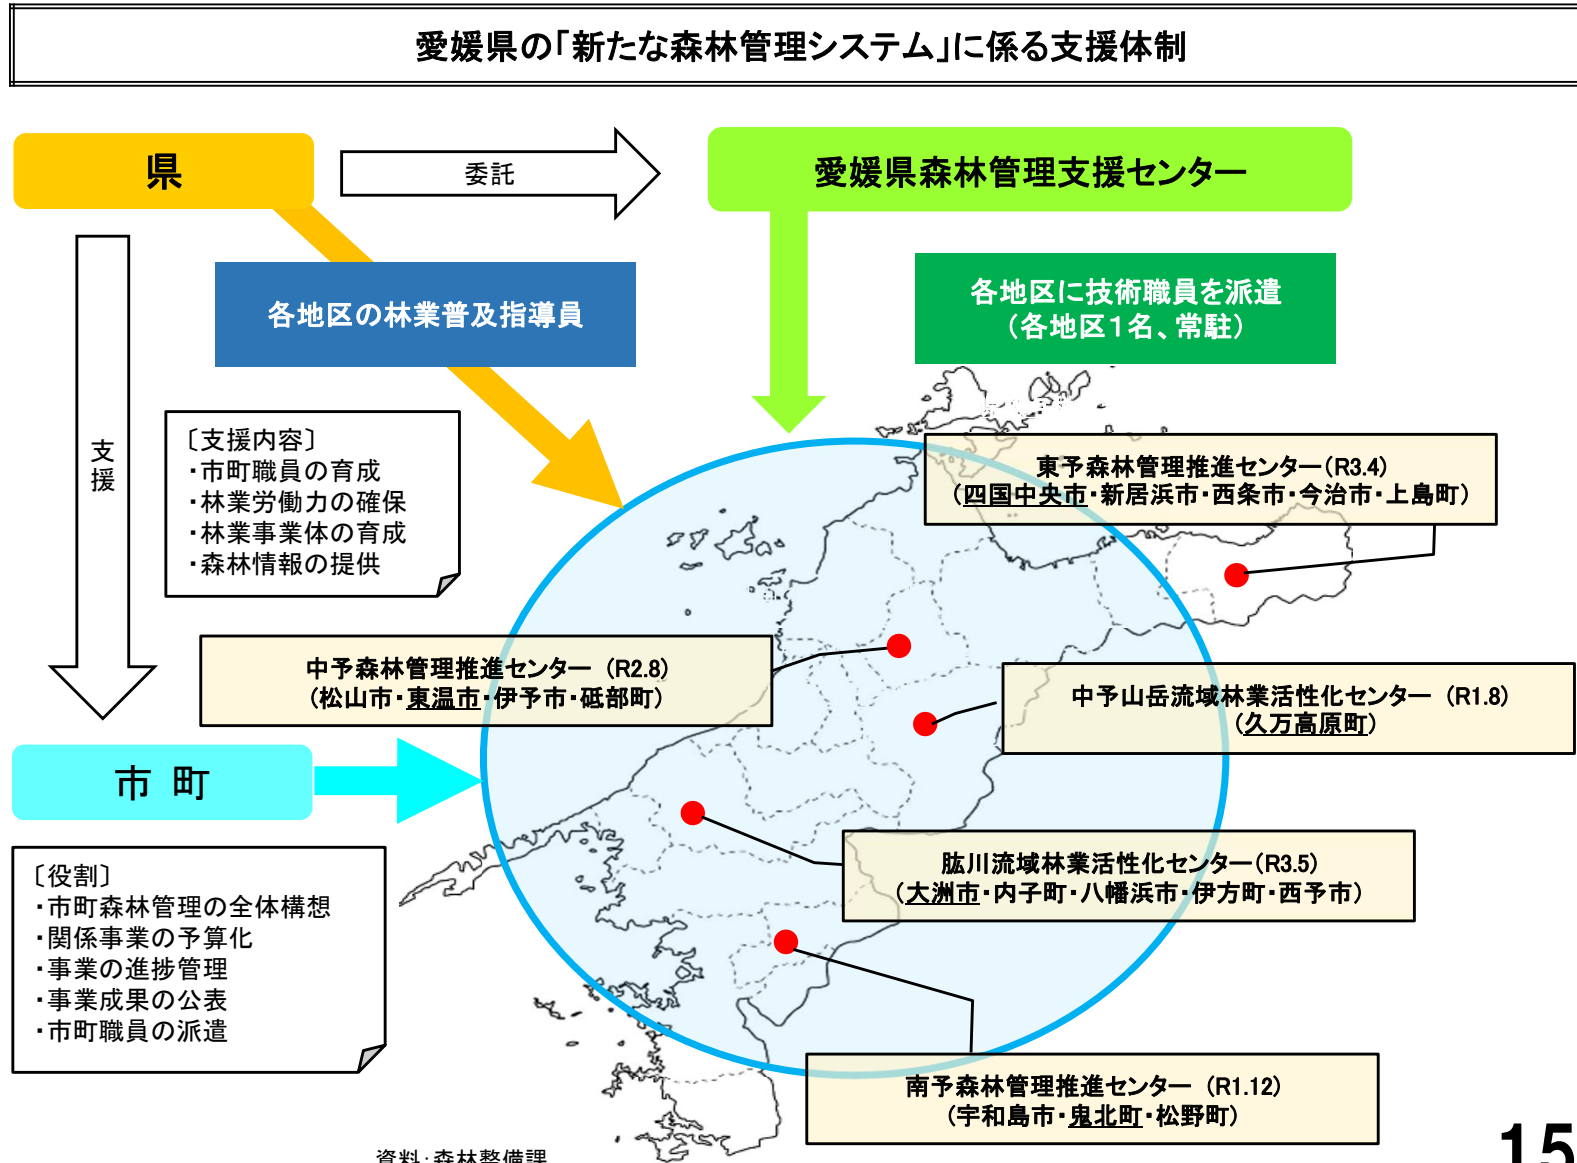 愛媛県の「新たな森林管理システム」に係る支援体制
県
委託
愛媛県森林管理支援センター
各地区の林業普及指導員
各地区に技術職員を派遣
（各地区１名、常駐）
支援
〔支援内容〕
・市町職員の育成
・林業労働力の確保
・林業事業体の育成
・森林情報の提供
東予森林管理推進センター（R3.4）
（四国中央市・新居浜市・西条市・今治市・上島町）
中予森林管理推進センター （R2.8）
（松山市・東温市・伊予市・砥部町）
中予山岳流域林業活性化センター （R1.8）
（久万高原町）
市 町
肱川流域林業活性化センター（R3.5）
（大洲市・内子町・八幡浜市・伊方町・西予市）
〔役割〕
・市町森林管理の全体構想
・関係事業の予算化
・事業の進捗管理
・事業成果の公表
・市町職員の派遣
南予森林管理推進センター （R1.12）
（宇和島市・鬼北町・松野町）
資料：森林整備課
15